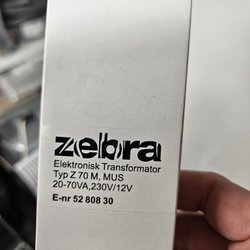 zebra
Elektronisk Transformator
Typ Z 70 M, MUS
20-70VA,230V/12V
E-nr 52 808 30